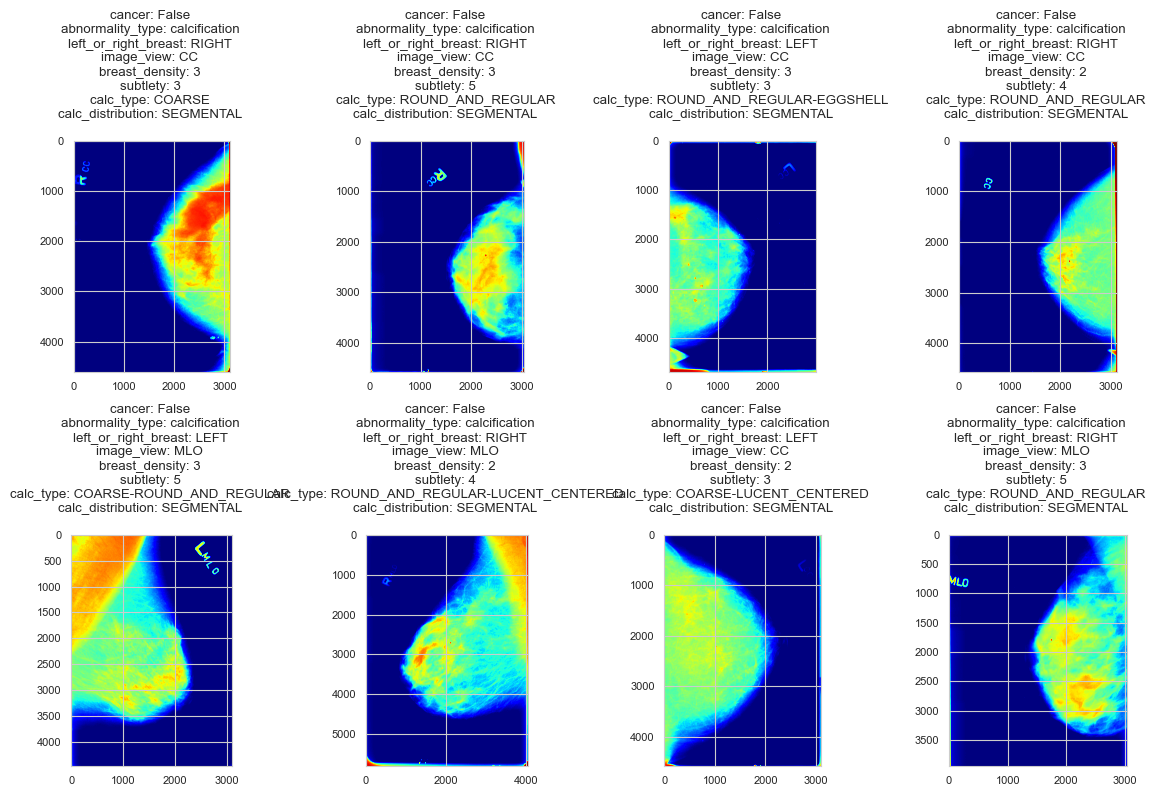 cancer: False
abnormality_type: calcification
left_or_right_breast: RIGHT
image_view: CC
breast_density: 3
subtlety: 3
calc_type: COARSE
calc_distribution: SEGMENTAL
0
1000
2000
3000
4000
CC
0
1000
2000
3000
cancer: False
abnormality_type: calcification
left_or_right_breast: RIGHT
image_view: CC
breast_density: 3
subtlety: 5
calc_type: ROUND_AND_REGULAR
calc_distribution: SEGMENTAL
0
1000
2000
3000
4000
R
CC
0
1000
2000
3000
cancer: False
abnormality_type: calcification
left_or_right_breast: LEFT
image_view: CC
breast_density: 3
subtlety: 3
calc_type: ROUND_AND_REGULAR-EGGSHELL
calc_distribution: SEGMENTAL
0
1000
2000
3000
4000
0
1000
2000
cancer: False
abnormality_type: calcification
left_or_right_breast: RIGHT
image_view: CC
breast_density: 2
subtlety: 4
calc_type: ROUND_AND_REGULAR
calc_distribution: SEGMENTAL
0
1000
2000
3000
4000
CC
0
1000
2000
3000
cancer: False
abnormality_type: calcification
left_or_right_breast: LEFT
image_view: MLO
breast_density: 3
subtlety: 5
calc_type: COARSE-ROUND_AND_REGULAR
calc_distribution: SEGMENTAL
0
500
1000
1500
2000
2500
3000
3500
4000
L
MLO
0
1000
2000
3000
cancer: False
abnormality_type: calcification
left_or_right_breast: RIGHT
image_view: MLO
breast_density: 2
subtlety: 4
calc_type: ROUND_AND_REGULAR-LUCENT_CENTERED
calc_distribution: SEGMENTAL
0
1000
2000
3000
4000
5000
0
2000
4000
cancer: False
abnormality_type: calcification
left_or_right_breast: LEFT
image_view: CC
breast_density: 2
subtlety: 3
calc_type: COARSE-LUCENT_CENTERED
calc_distribution: SEGMENTAL
0
1000
2000
3000
4000
0
1000
2000
3000
cancer: False
abnormality_type: calcification
left_or_right_breast: RIGHT
image_view: MLO
breast_density: 3
subtlety: 5
calc_type: ROUND_AND_REGULAR
calc_distribution: SEGMENTAL
0
500
1000
1500
2000
2500
3000
3500
MLO
0
1000
2000
3000